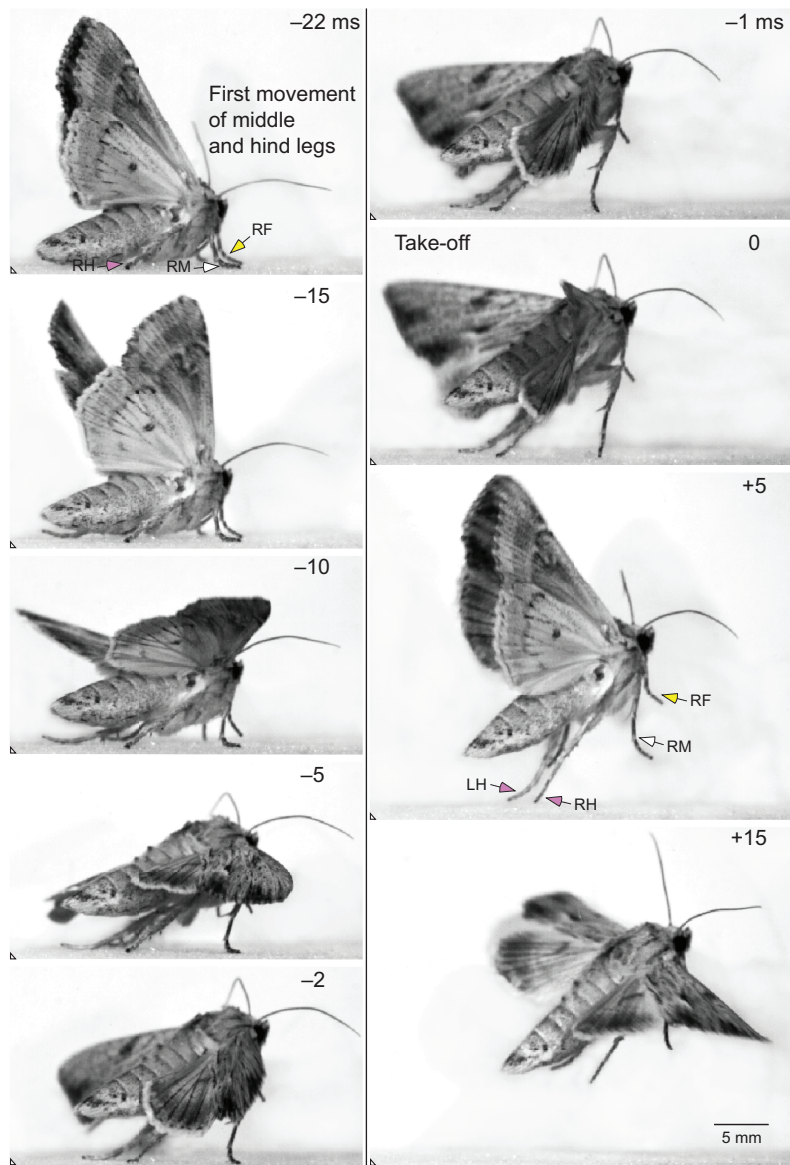 –22 ms
First movement
of middle
and hind legs
RF
RH
RM
–15
–10
–5
–2
–1 ms
Take-off
0
+5
RF
RM
LH
RH
+15
5 mm